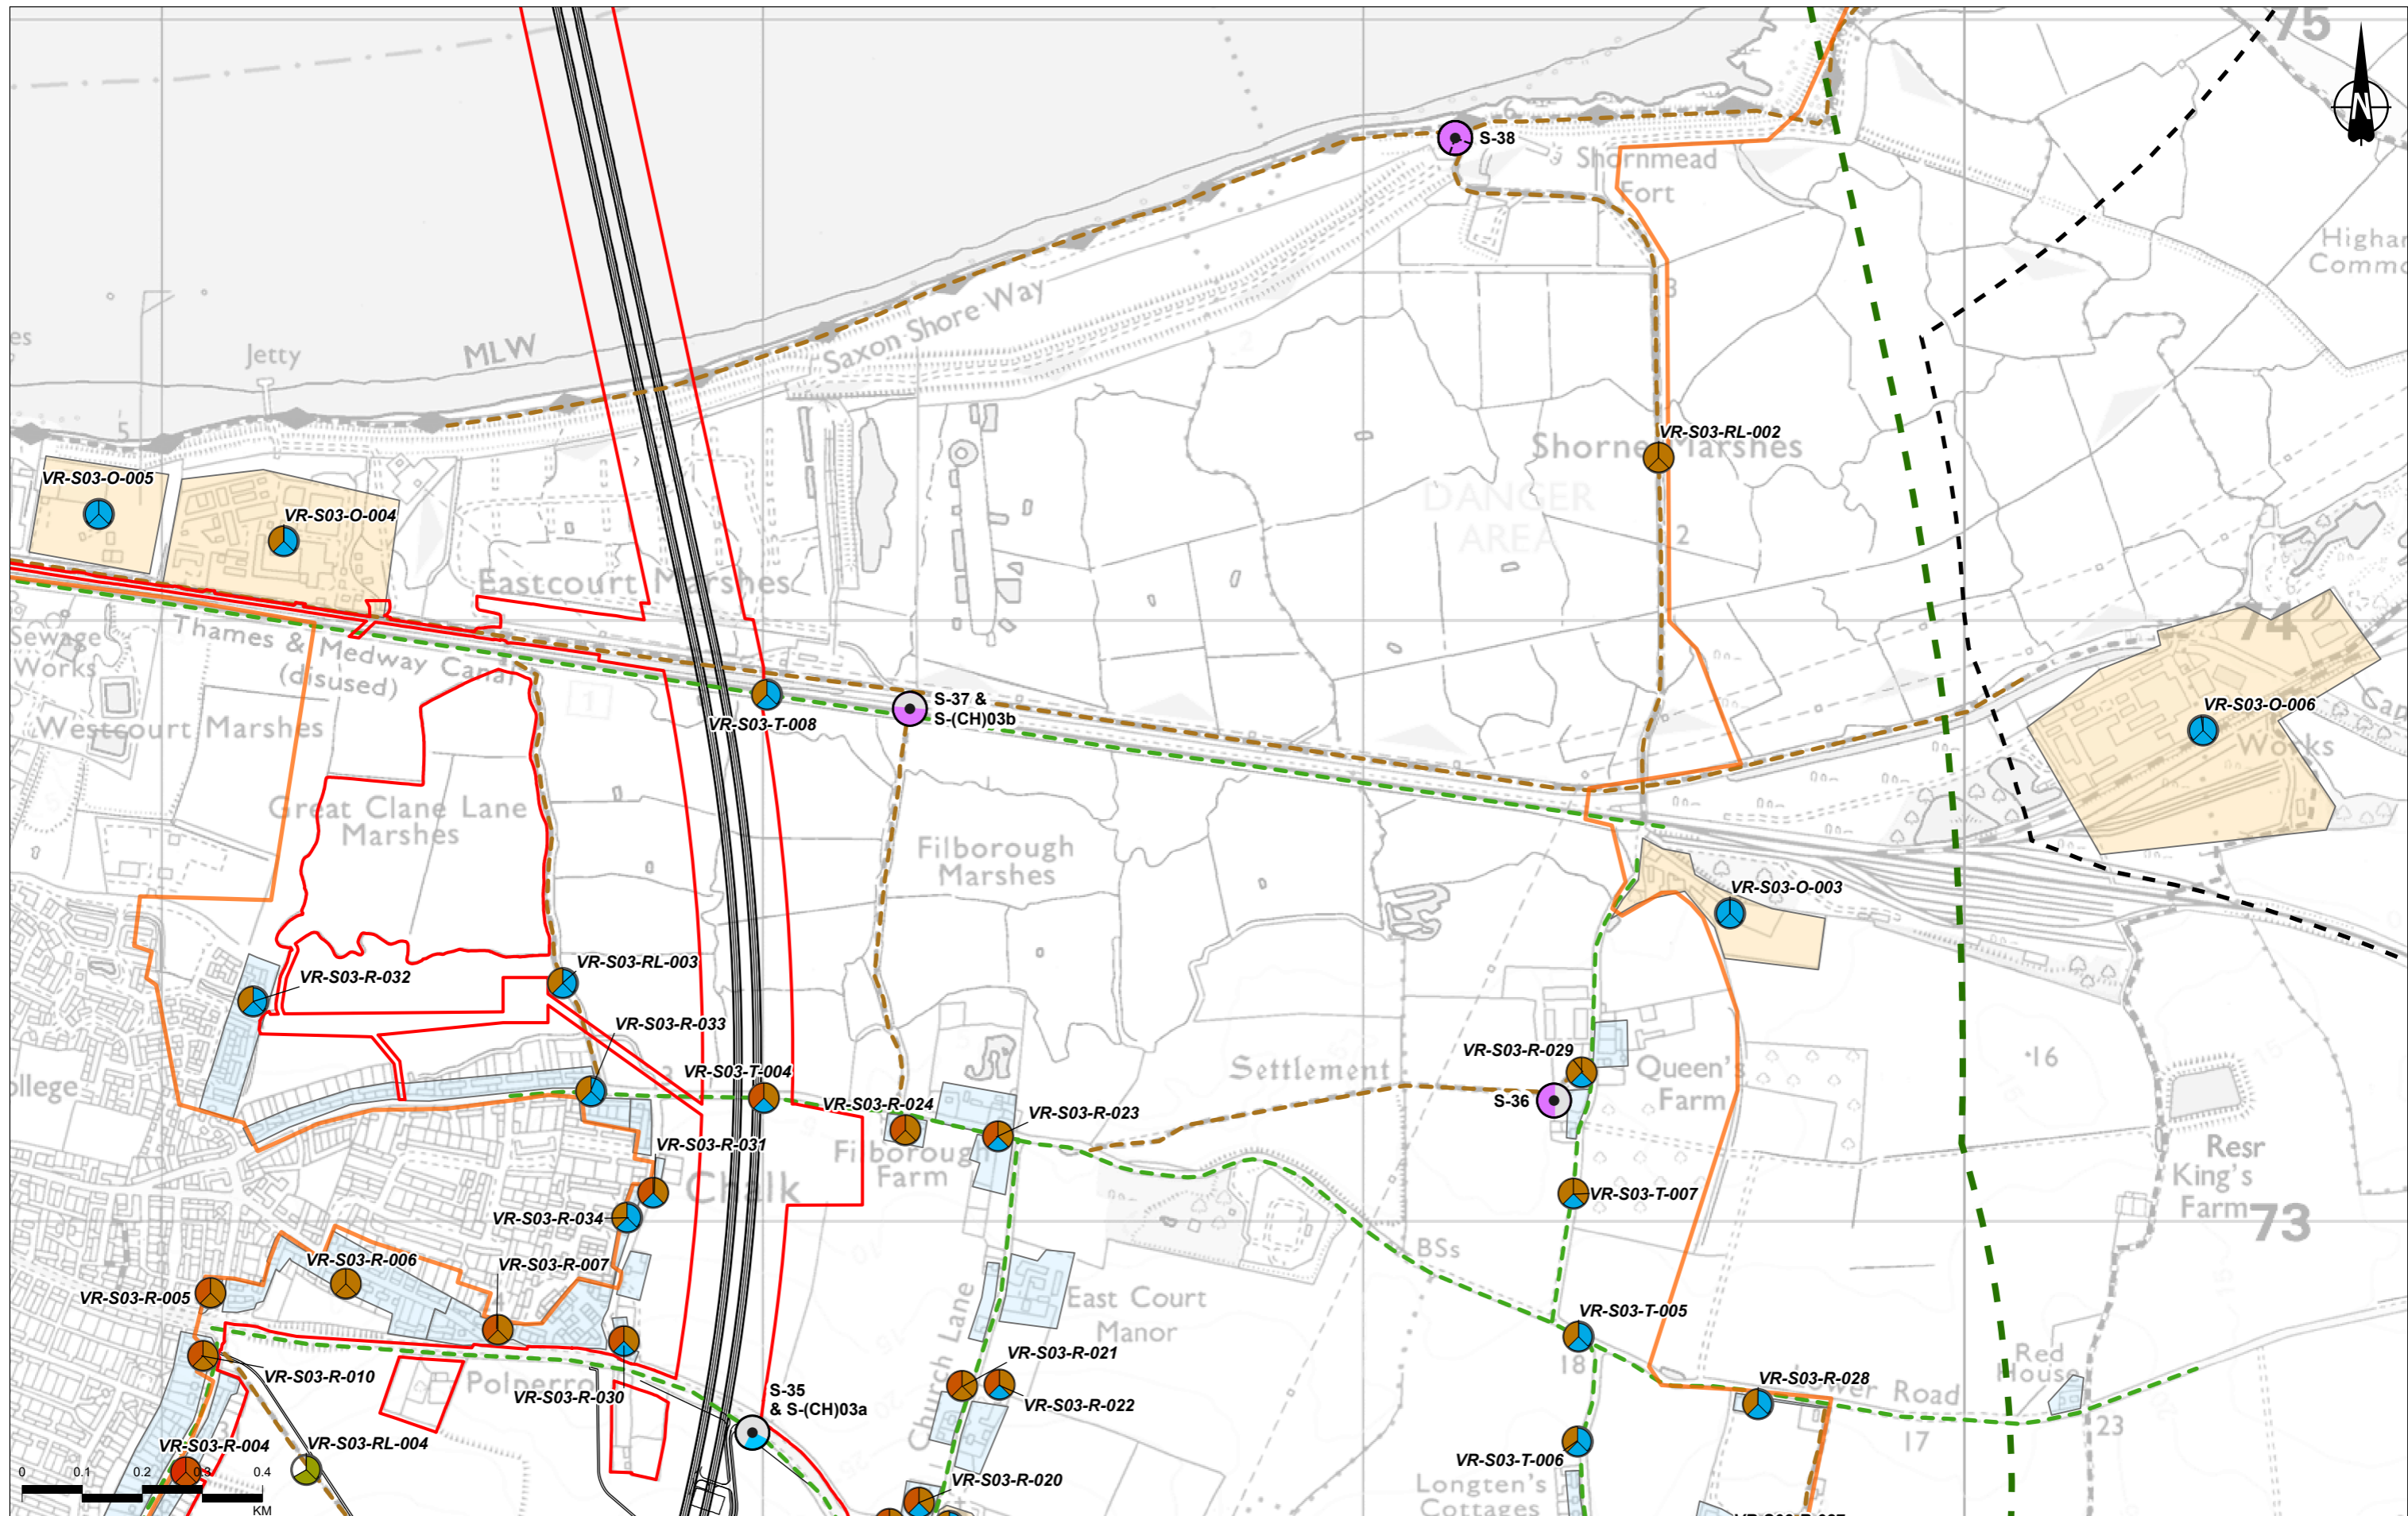 75
N
6
S-38
Shornmead
Fort
Common
3
Saxon Shore Way
Jetty
MLW
5
2
VR-S03-RL-002
Shorne Marshes
VR-S03-O-005
VR-S03-O-004
DANGER
AREA
2
Eastcourt Marshes
Sewage
Works
Thames & Medway Canal
(disused)
1
74
S-37 &
S-(CH)03b
VR-S03-T-008
VR-S03-O-006
Works
Westcourt Marshes
Great Clane Lane
Marshes
Filborough
Marshes
VR-S03-O-003
VR-S03-RL-003
VR-S03-R-032
VR-S03-R-033
VR-S03-R-029
16
Settlement
Queen's
Farm
VR-S03-T-004
S-36
VR-S03-R-024
VR-S03-R-023
Filborough
Farm
VR-S03-R-031
Chalk
Resr
King's
Farm
73
VR-S03-T-007
VR-S03-R-034
BSs
VR-S03-R-006
VR-S03-R-007
VR-S03-R-005
East Court
Manor
VR-S03-T-005
18
Church Lane
VR-S03-R-021
VR-S03-R-022
Red
House
VR-S03-R-028
Lower Road
17
23
VR-S03-R-010
VR-S03-R-030
S-35
& S-(CH)03a
VR-S03-R-004
VR-S03-RL-004
VR-S03-T-006
VR-S03-R-020
Longten's
Cottages
0 0.1 0.2 0.3 0.4
KM